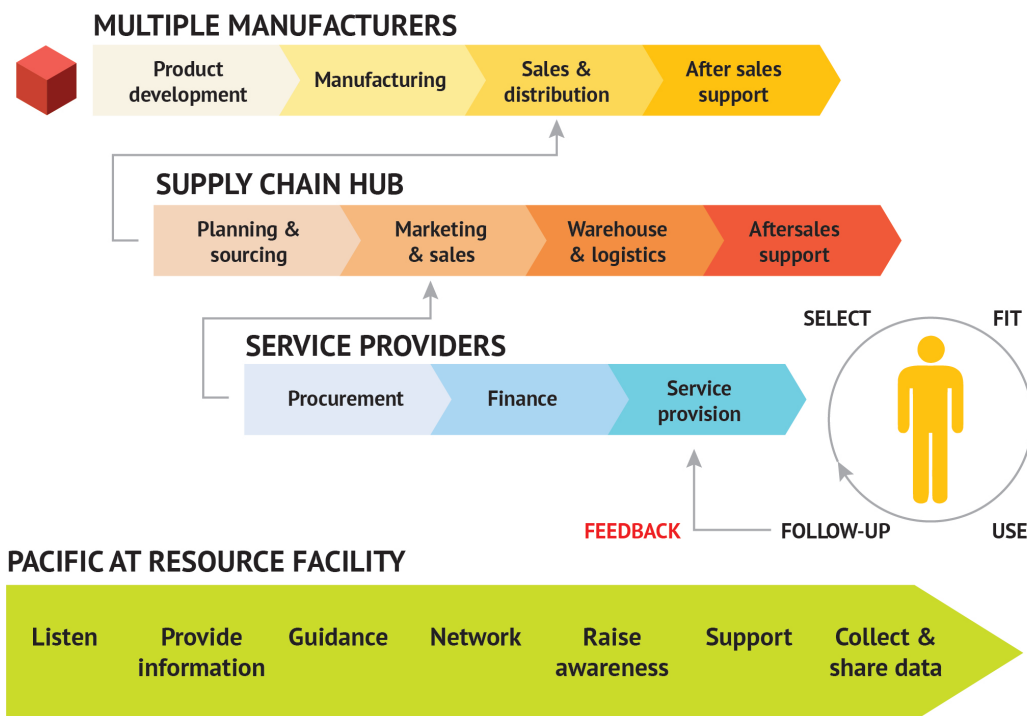 MULTIPLE MANUFACTURERS
Product
development
Manufacturing
Sales &
distribution
After sales
support
SUPPLY CHAIN HUB
Planning &
sourcing
Marketing
& sales
Warehouse
& logistics
Aftersales
support
SERVICE PROVIDERS
Procurement
Finance
Service
provision
SELECT
FIT
USE
FOLLOW-UP
FEEDBACK
PACIFIC AT RESOURCE FACILITY
Listen
Provide
information
Guidance
Network
Raise
awareness
Support
Collect &
share data